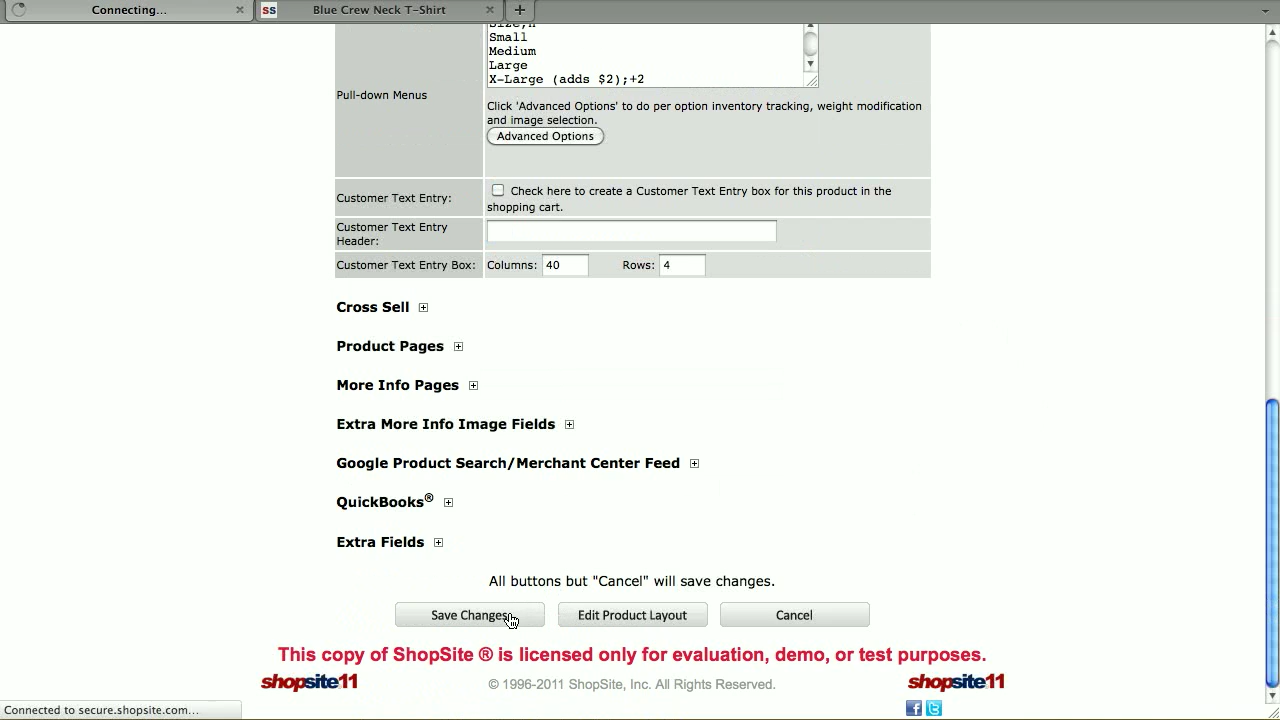 Connecting...
Blue Crew Neck T-Shirt
Small
Medium
Large
X-Large (adds $2);+2
Pull-down Menus
Click 'Advanced Options' to do per option inventory tracking, weight modification
and image selection.
Advanced Options
Customer Text Entry:
Check here to create a Customer Text Entry box for this product in the
shopping cart.
Customer Text Entry
Header:
Customer Text Entry Box:
Columns: 40 Rows: 4
Cross Sell
Product Pages
More Info Pages
Extra More Info Image Fields
Google Product Search/Merchant Center Feed
QuickBooks®
Extra Fields
All buttons but "Cancel" will save changes.
Save Changes Edit Product Layout Cancel
This copy of ShopSite ® is licensed only for evaluation, demo, or test purposes.
shopsite11 © 1996-2011 ShopSite, Inc. All Rights Reserved. shopsite11
Connected to secure.shopsite.com...